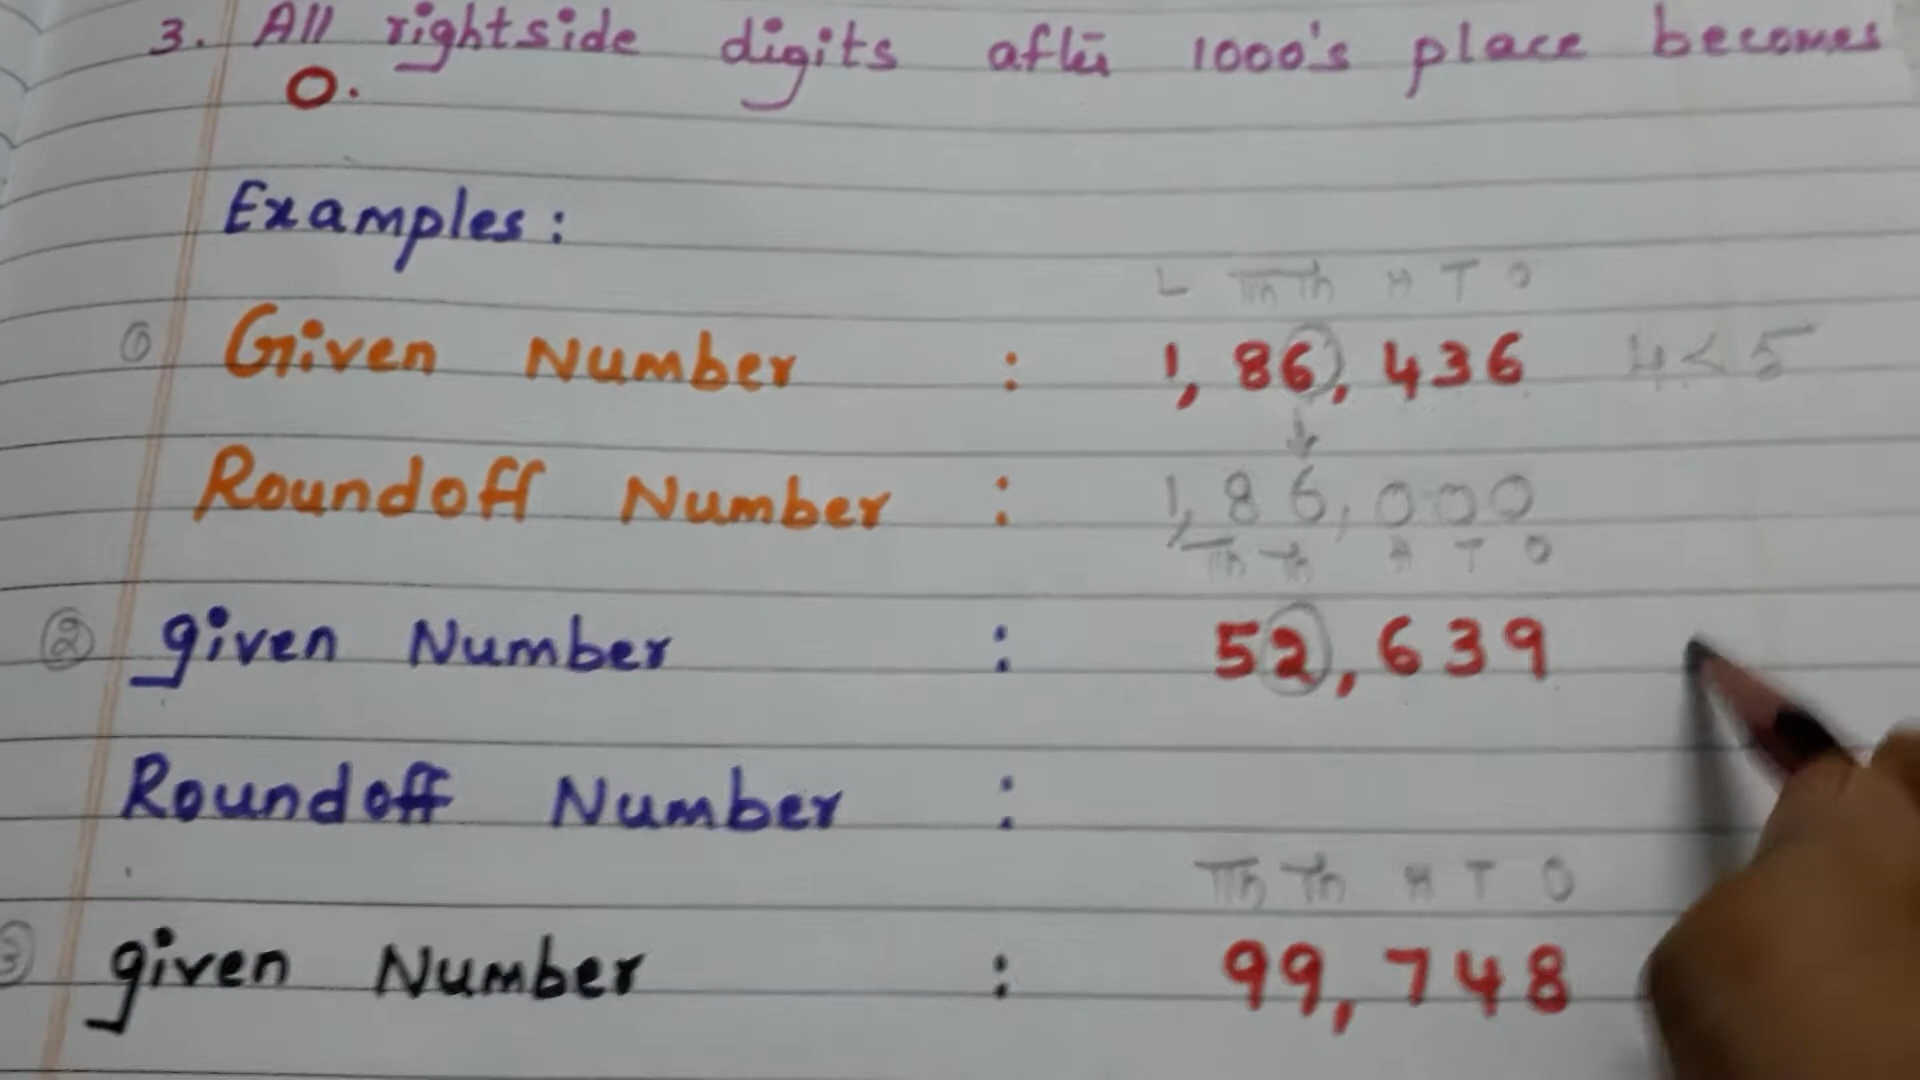 3. All rightside digits after 1000's place becomes
0.
Examples:
L TTh Th H T O
① Given Number : 1,86,436 4<5
Roundoff Number : 1,86,000
TTh Th H T O
② given Number : 52,639
Roundoff Number :
TTh Th H T O
③ given Number : 99,748